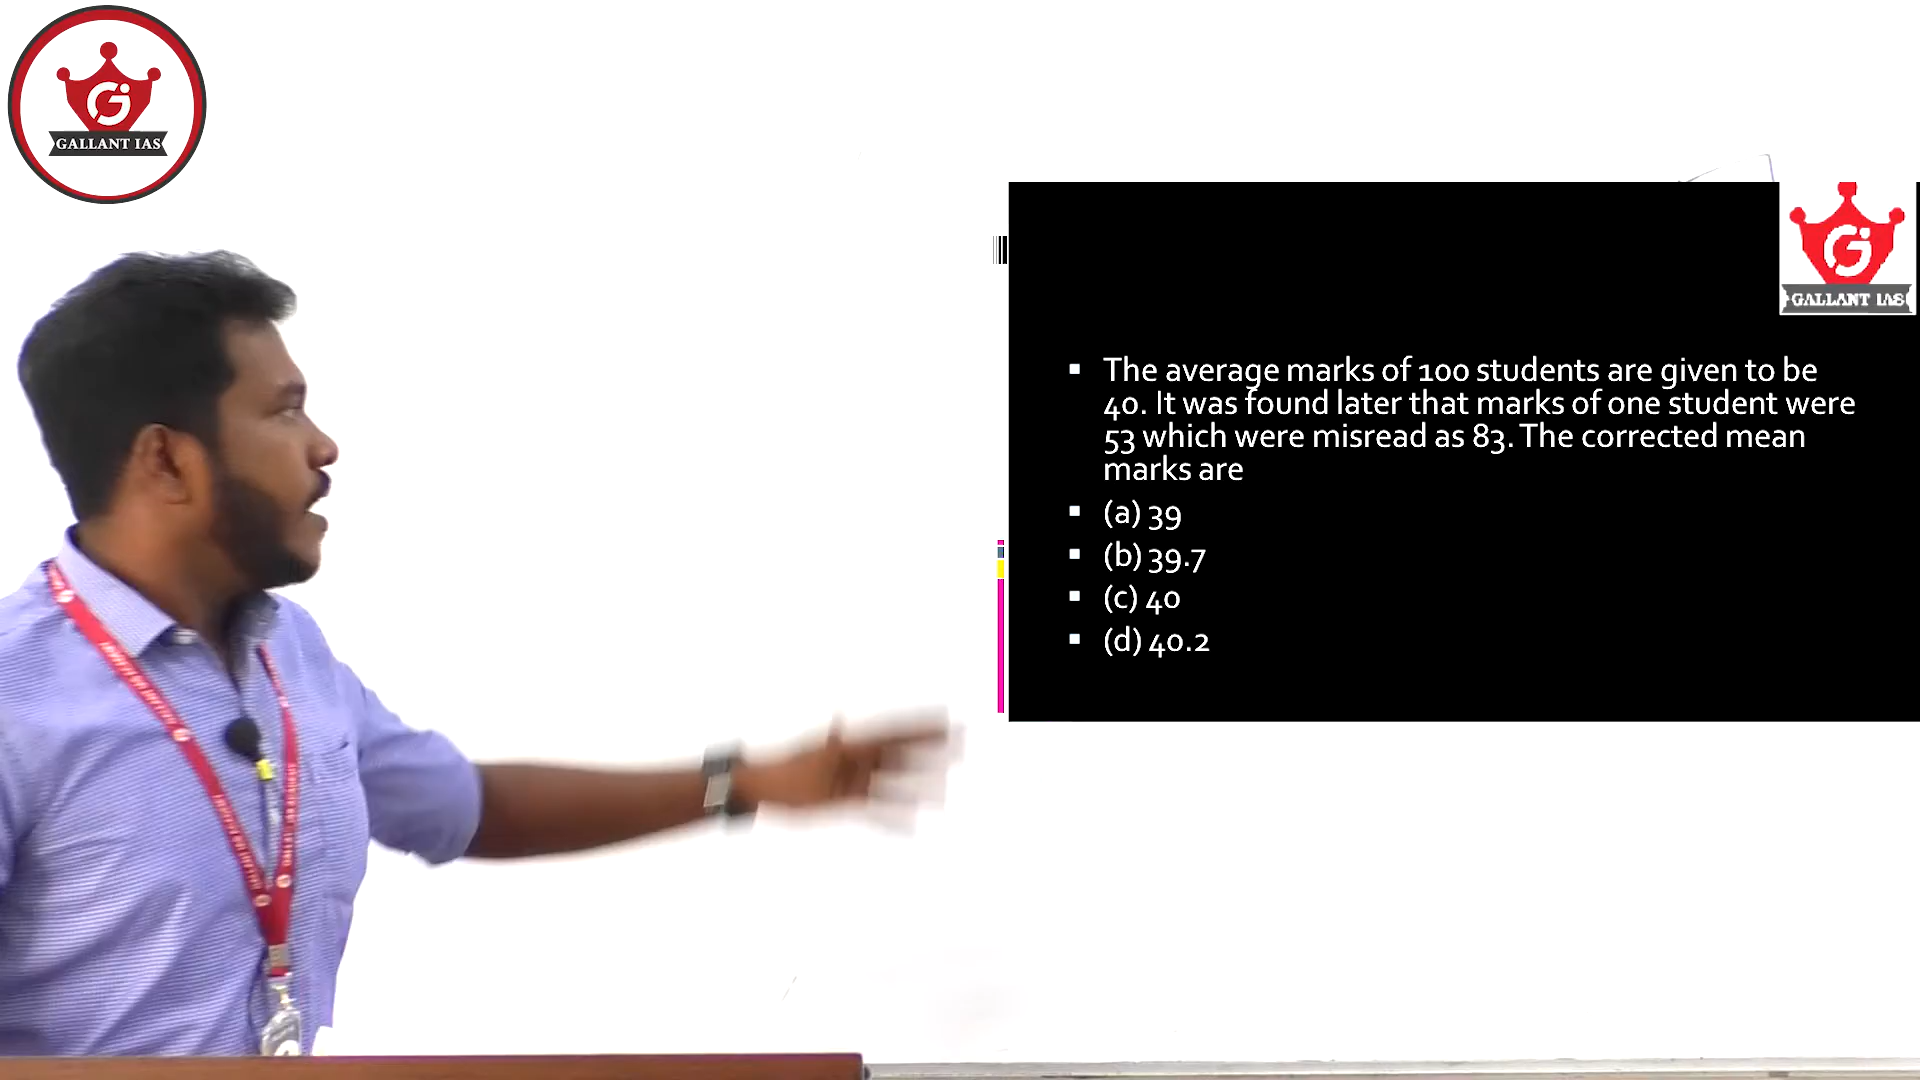 GALLANT IAS
GALLANT IAS
The average marks of 100 students are given to be
40. It was found later that marks of one student were
53 which were misread as 83. The corrected mean
marks are
(a) 39
(b) 39.7
(c) 40
(d) 40.2